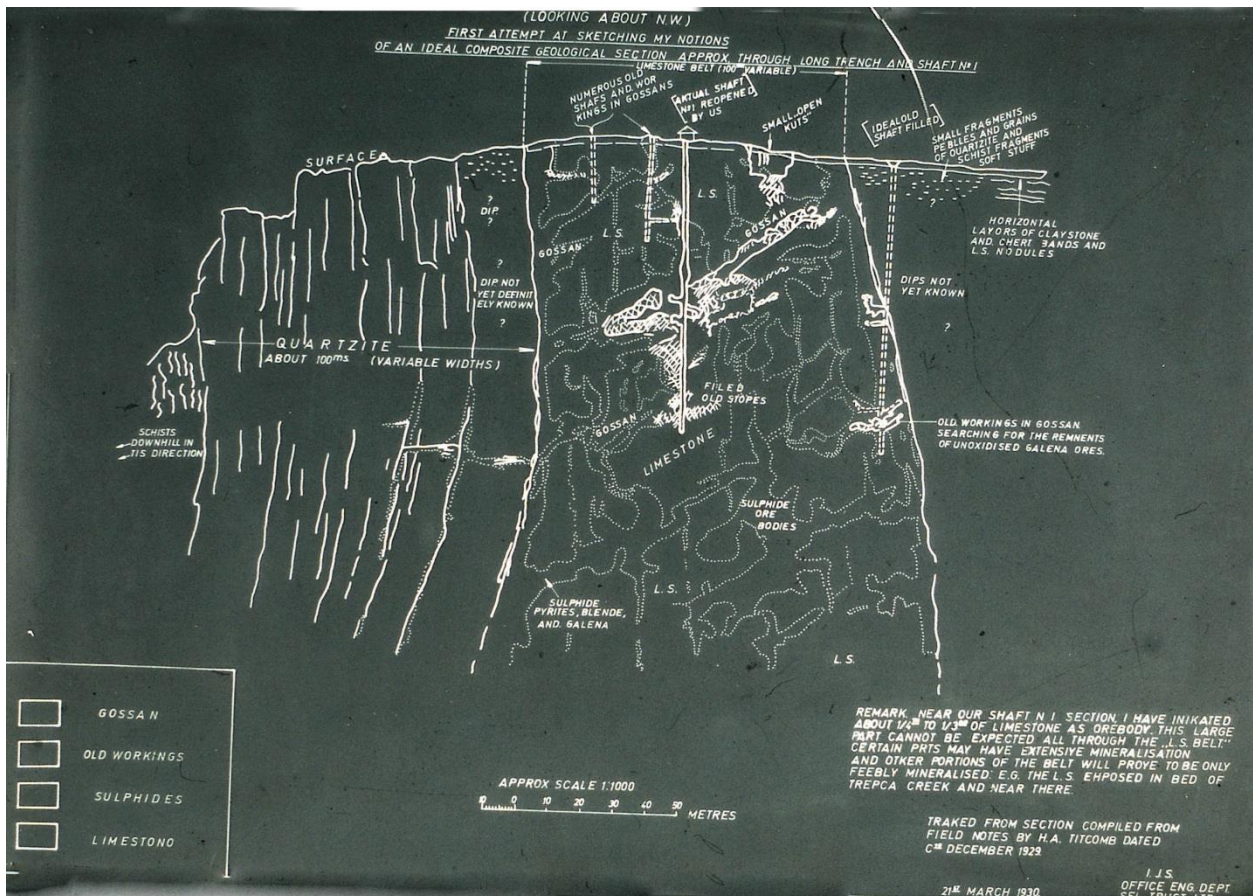 (LOOKING ABOUT N.W.)
FIRST ATTEMPT AT SKETCHING MY NOTIONS
OF AN IDEAL COMPOSITE GEOLOGICAL SECTION APPROX. THROUGH LONG TRENCH AND SHAFT Nº1
LIMESTONE BELT (100ms VARIABLE)
NUMEROUS OLD
SHAFS AND WOR
KINGS IN GOSSANS
AKTUAL SHAFT
Nº1 REOPENED
BY US
SMALL „OPEN
KUTS"
IDEALOLD
SHAFT FILLED
SMALL FRAGMENTS
PEBLLES AND GRAINS
OF QUARTZITE AND
SCHIST FRAGMENTS
SOFT STUFF
SURFACE
?
DIP
?
?
DIP NOT
YET DEFINIT
ELY KNOWN
?
L.S.
L.S.
GOSSAN
GOSSAN
?
HORIZONTAL
LAYORS OF CLAYSTONE
AND CHERT BANDS AND
L.S. NODULES
DIPS NOT
YET KNOWN
?
QUARTZITE
ABOUT 100ms. (VARIABLE WIDTHS)
FILED
OLD STOPES
GOSSAN
LIMESTONE
SCHISTS
DOWNHILL IN
TIS DIRECTION
OLD WORKINGS IN GOSSAN
SEARCHING FOR THE REMNENTS
OF UNOXIDISED GALENA ORES.
SULPHIDE
ORE
BODIES
L.S.
SULPHIDE
PYRITES, BLENDE,
AND GALENA
L.S.
GOSSAN
OLD WORKINGS
SULPHIDES
LIMESTONO
APPROX SCALE 1:1000
10 0 10 20 30 40 50
METRES
REMARK. NEAR OUR SHAFT N 1 SECTION, I HAVE INIKATED
ABOUT 1/4 TO 1/3 OF LIMESTONE AS OREBODY. THIS LARGE
PART CANNOT BE EXPECTED ALL THROUGH THE „L.S. BELT"
CERTAIN PRTS MAY HAVE EXTENSIVE MINERALISATION
AND OTHER PORTIONS OF THE BELT WILL PROVE TO BE ONLY
FEEBLY MINERALISED: E.G. THE L.S. EHPOSED IN BED OF
TREPCA CREEK AND NEAR THERE.
TRAKED FROM SECTION COMPILED FROM
FIELD NOTES BY H.A. TITCOMB DATED
DECEMBER 1929.
21st MARCH 1930.
I.J.S.
OFFICE ENG. DEPT.